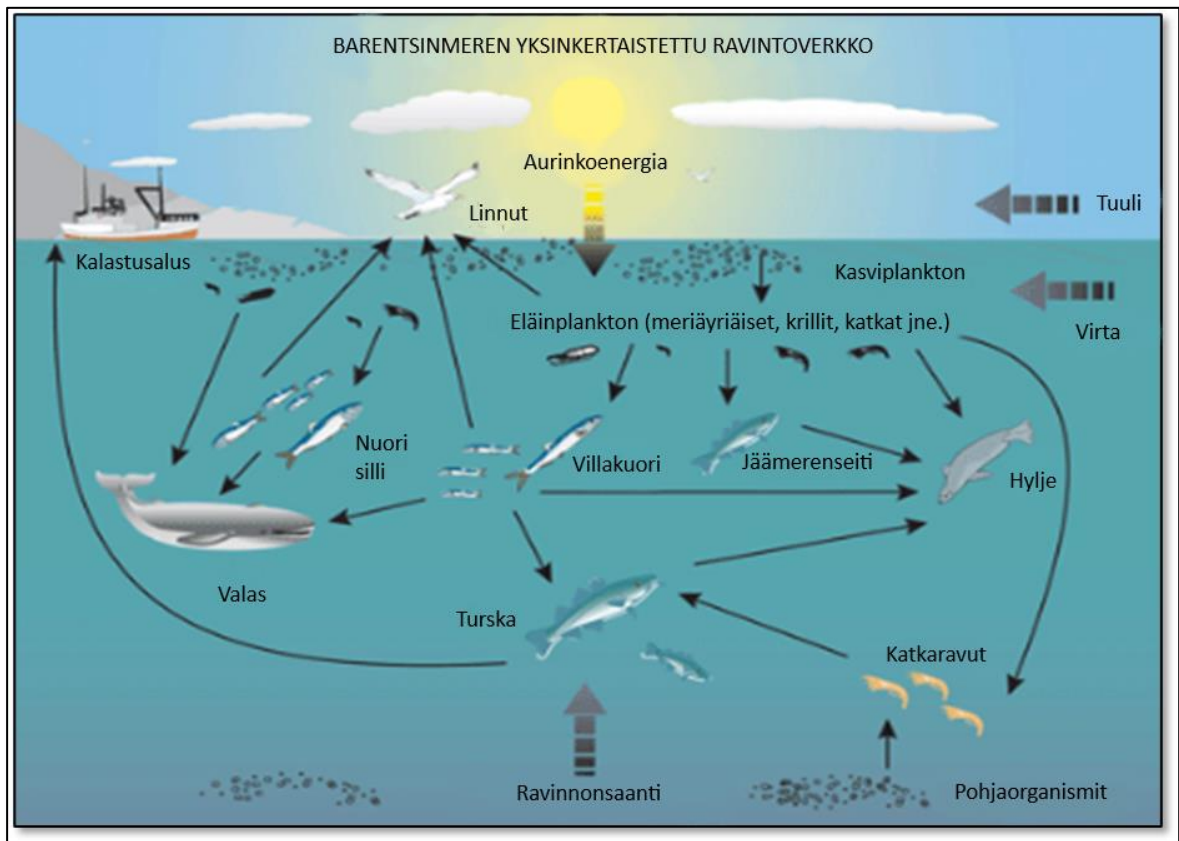 BARENTSINMEREN YKSINKERTAISTETTU RAVINTOVERKKO
Aurinkoenergia
Linnut
Tuuli
Kalastusalus
Kasviplankton
Virta
Eläinplankton (meriäyriäiset, krillit, katkat jne.)
Nuori
silli
Villakuori
Jäämerenseiti
Hylje
Valas
Turska
Katkaravut
Ravinnonsaanti
Pohjaorganismit